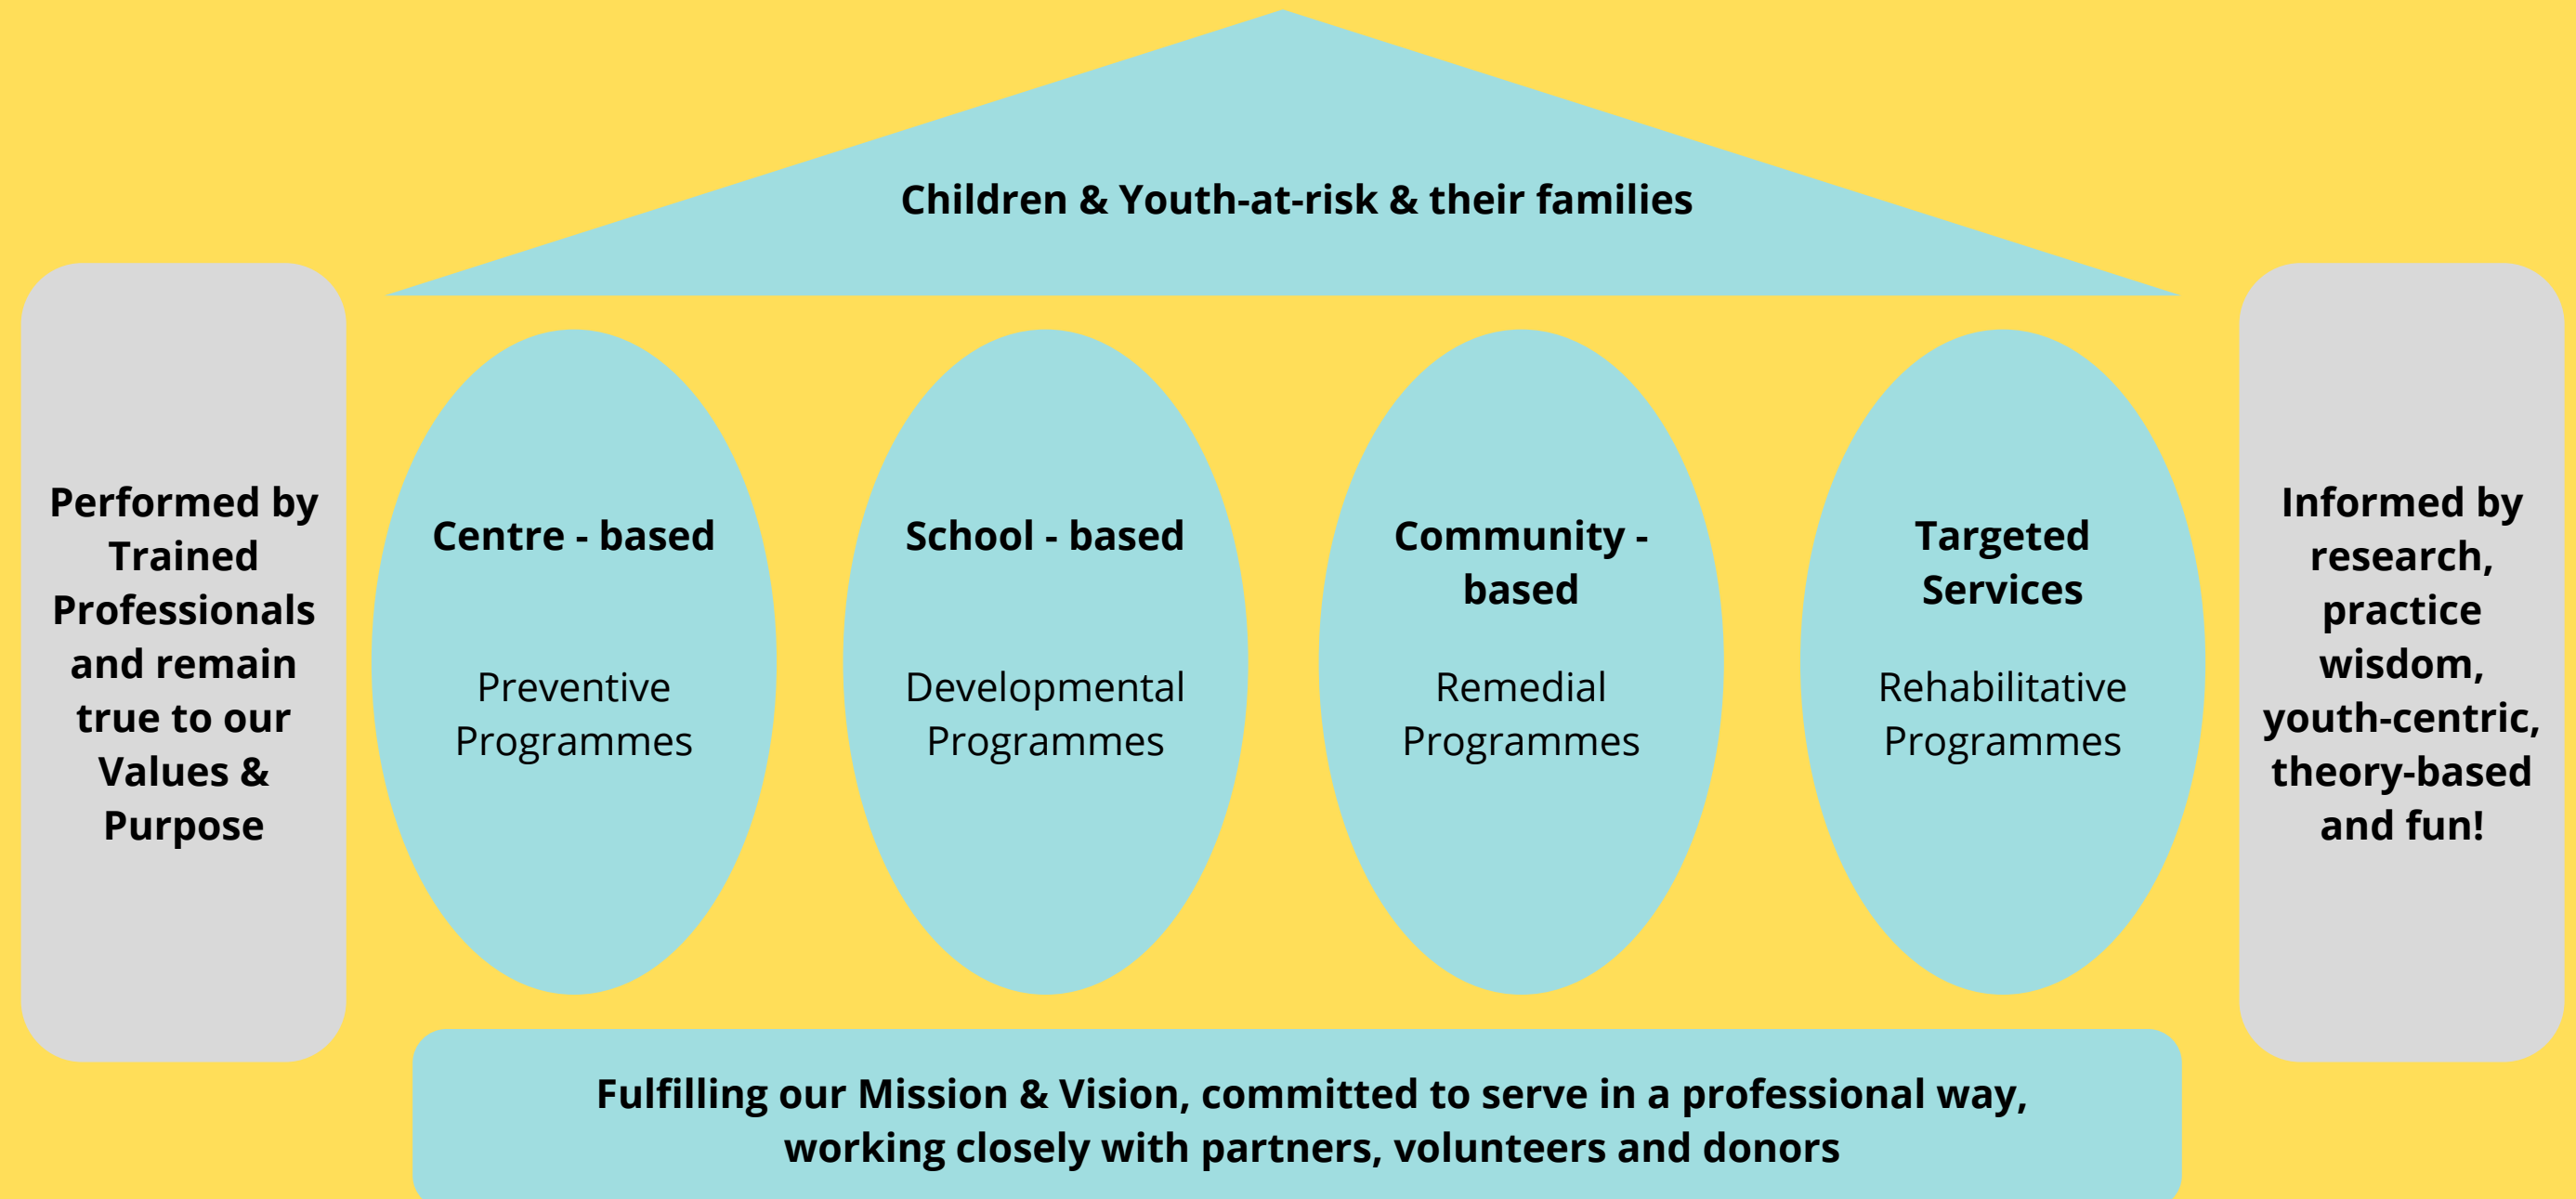 Children & Youth-at-risk & their families
Performed by
Trained
Professionals
and remain
true to our
Values &
Purpose
Centre - based
Preventive
Programmes
School - based
Developmental
Programmes
Community -
based
Remedial
Programmes
Targeted
Services
Rehabilitative
Programmes
Informed by
research,
practice
wisdom,
youth-centric,
theory-based
and fun!
Fulfilling our Mission & Vision, committed to serve in a professional way,
working closely with partners, volunteers and donors